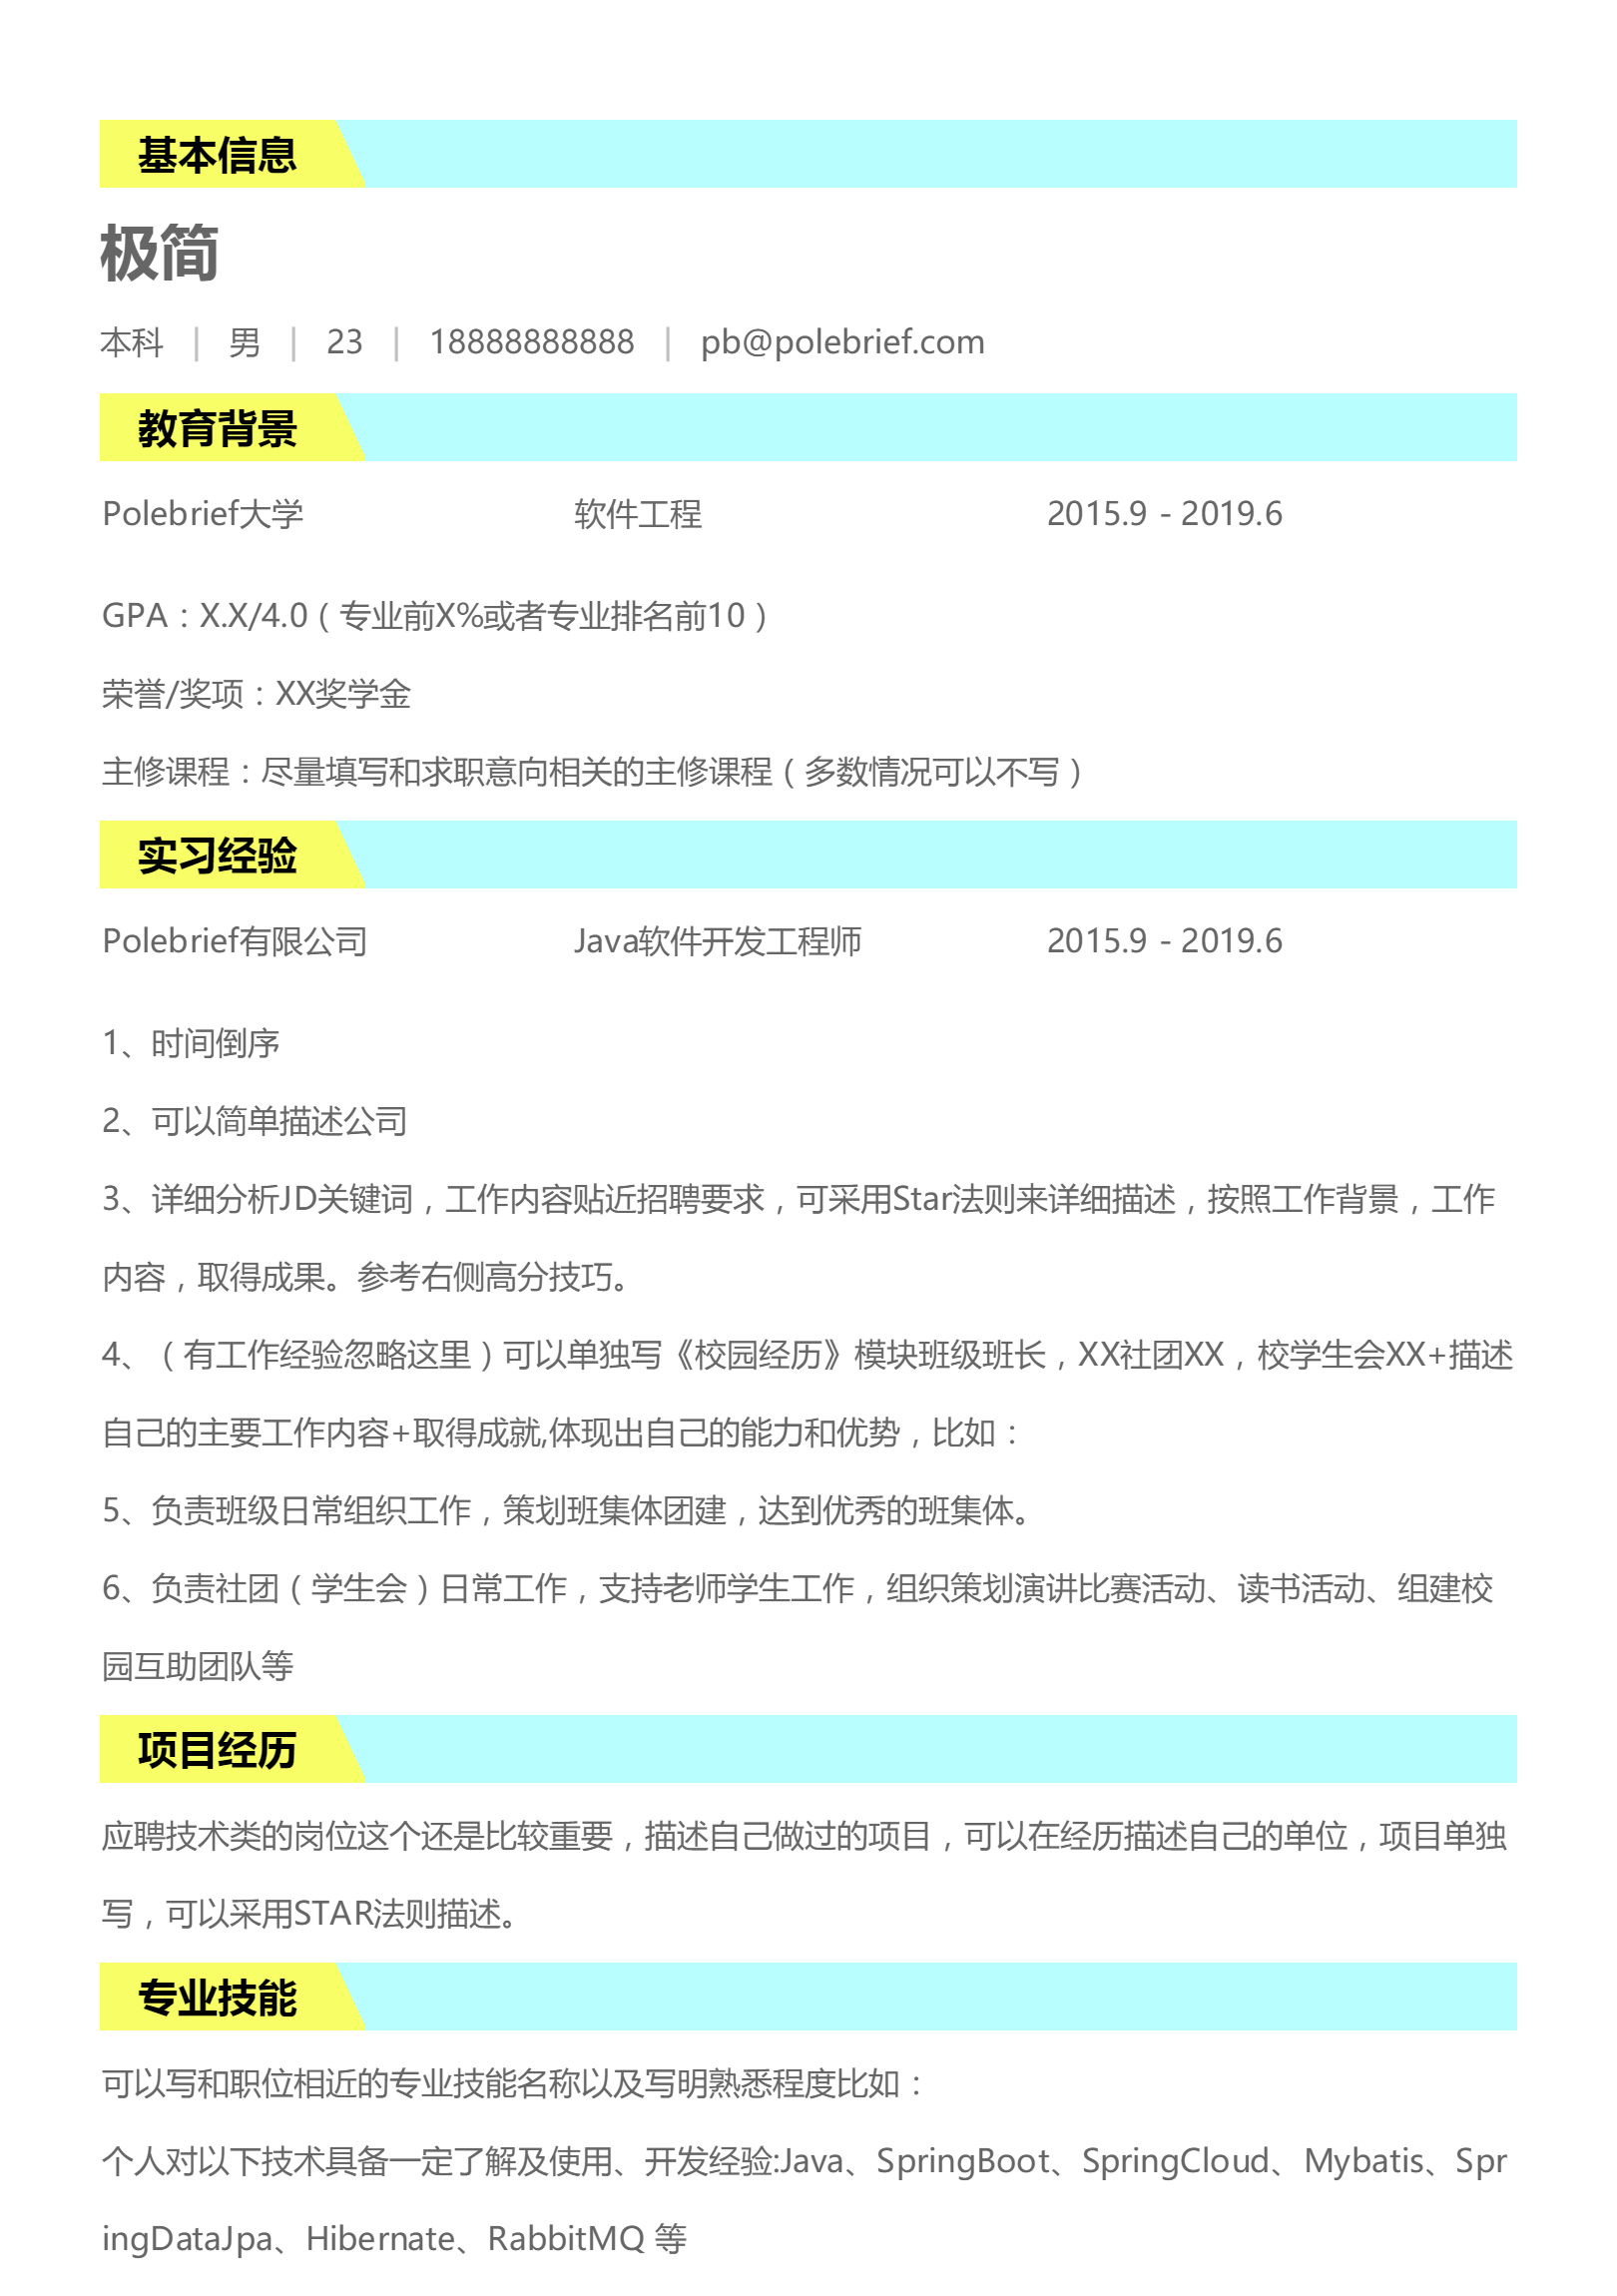 基本信息
极简
本科 | 男 | 23 | 18888888888 | pb@polebrief.com
教育背景
Polebrief大学 软件工程 2015.9 - 2019.6
GPA：X.X/4.0（专业前X%或者专业排名前10）
荣誉/奖项：XX奖学金
主修课程：尽量填写和求职意向相关的主修课程（多数情况可以不写）
实习经验
Polebrief有限公司 Java软件开发工程师 2015.9 - 2019.6
1、时间倒序
2、可以简单描述公司
3、详细分析JD关键词，工作内容贴近招聘要求，可采用Star法则来详细描述，按照工作背景，工作
内容，取得成果。参考右侧高分技巧。
4、（有工作经验忽略这里）可以单独写《校园经历》模块班级班长，XX社团XX，校学生会XX+描述
自己的主要工作内容+取得成就,体现出自己的能力和优势，比如：
5、负责班级日常组织工作，策划班集体团建，达到优秀的班集体。
6、负责社团（学生会）日常工作，支持老师学生工作，组织策划演讲比赛活动、读书活动、组建校
园互助团队等
项目经历
应聘技术类的岗位这个还是比较重要，描述自己做过的项目，可以在经历描述自己的单位，项目单独
写，可以采用STAR法则描述。
专业技能
可以写和职位相近的专业技能名称以及写明熟悉程度比如：
个人对以下技术具备一定了解及使用、开发经验:Java、SpringBoot、SpringCloud、Mybatis、Spr
ingDataJpa、Hibernate、RabbitMQ 等